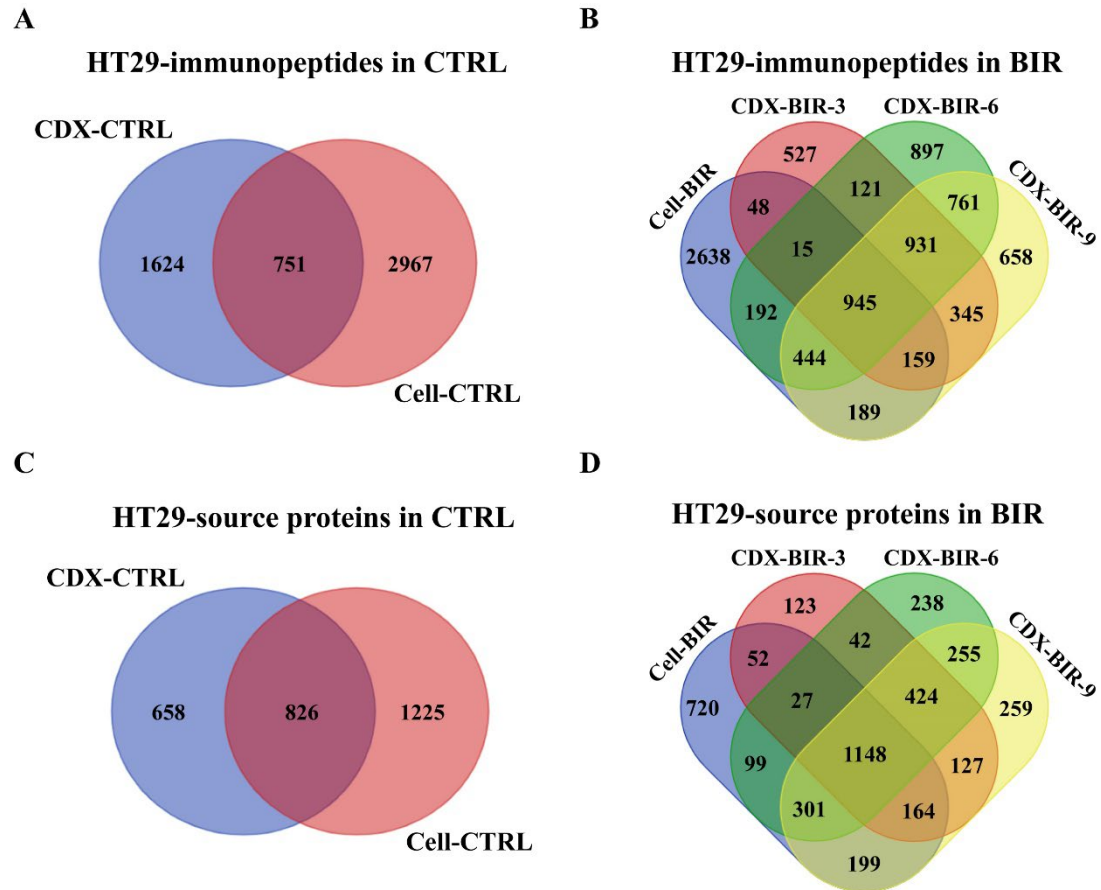 A
HT29-immunopeptides in CTRL
CDX-CTRL
1624
751
2967
Cell-CTRL
B
HT29-immunopeptides in BIR
CDX-BIR-3
CDX-BIR-6
Cell-BIR
CDX-BIR-9
527
897
48
121
761
2638
15
931
658
192
945
345
444
159
189
C
HT29-source proteins in CTRL
CDX-CTRL
658
826
1225
Cell-CTRL
D
HT29-source proteins in BIR
CDX-BIR-3
CDX-BIR-6
Cell-BIR
CDX-BIR-9
123
238
52
42
255
720
27
424
259
99
1148
127
301
164
199